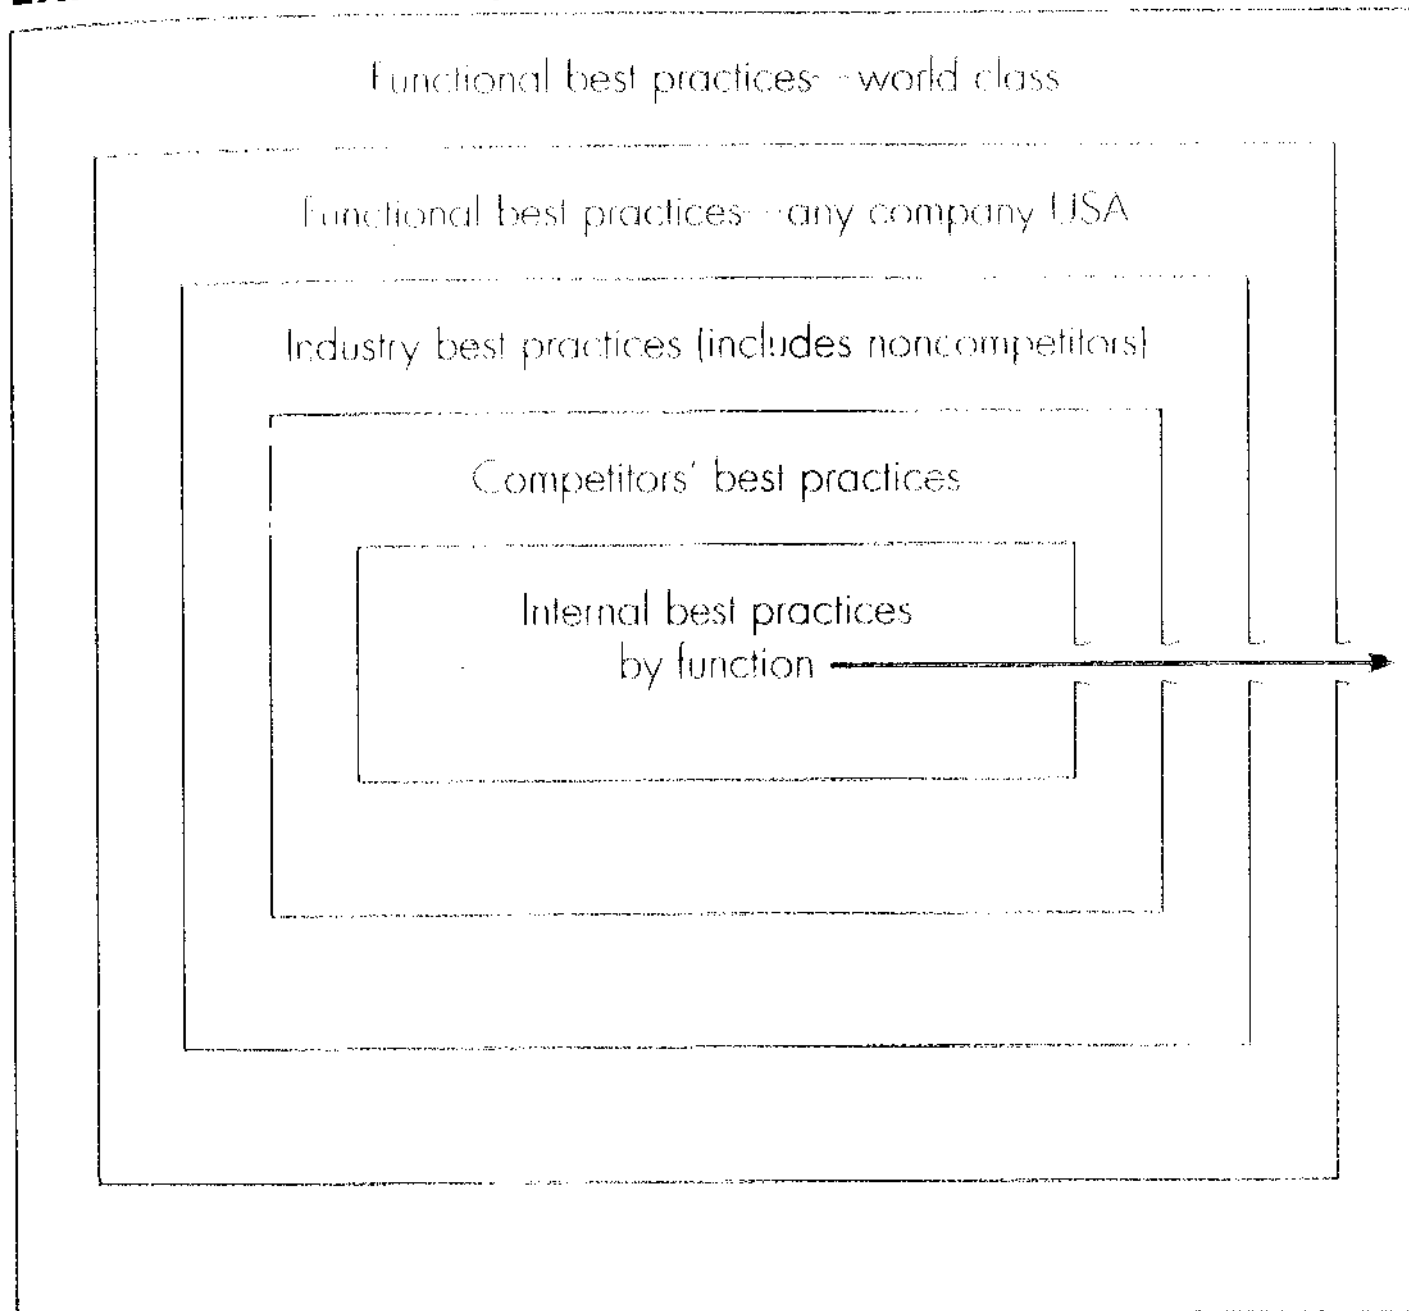 Functional best practices—world class
Functional best practices—any company USA
Industry best practices (includes noncompetitors)
Competitors' best practices
Internal best practices
by function